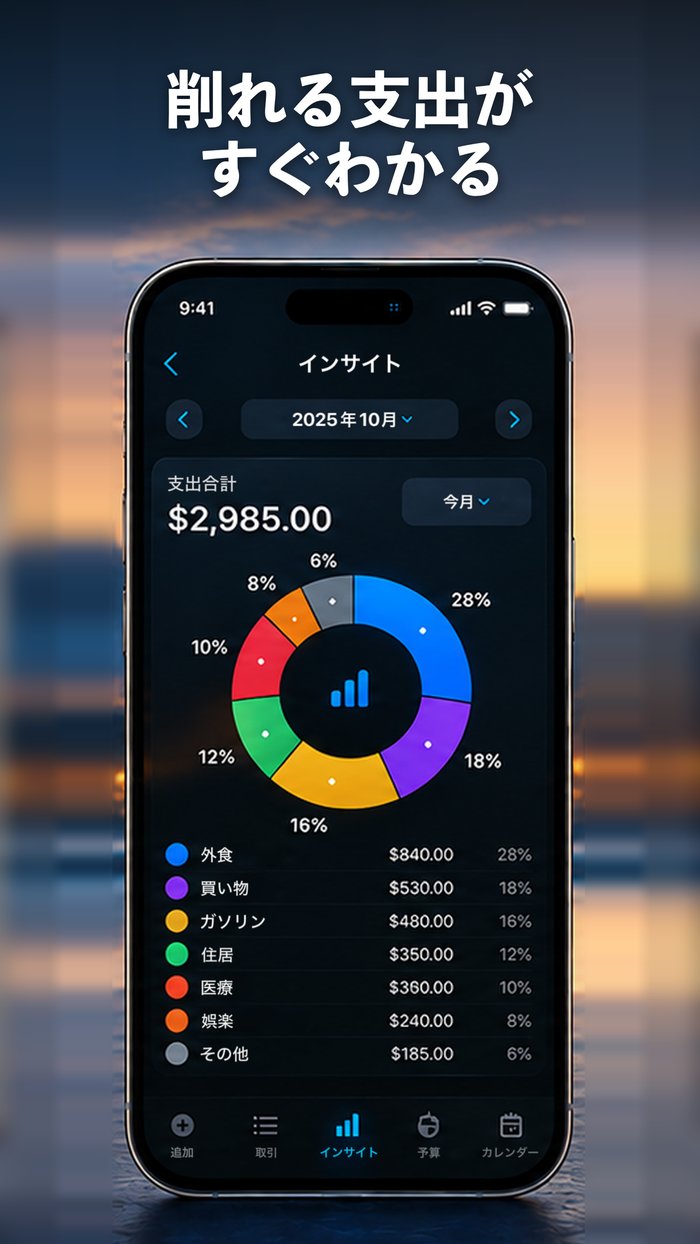 削れる支出が
すぐわかる
9:41
インサイト
2025年10月
支出合計
$2,985.00
今月
6%
8%
28%
10%
12%
18%
16%
外食 $840.00 28%
買い物 $530.00 18%
ガソリン $480.00 16%
住居 $350.00 12%
医療 $360.00 10%
娯楽 $240.00 8%
その他 $185.00 6%
追加 取引 インサイト 予算 カレンダー